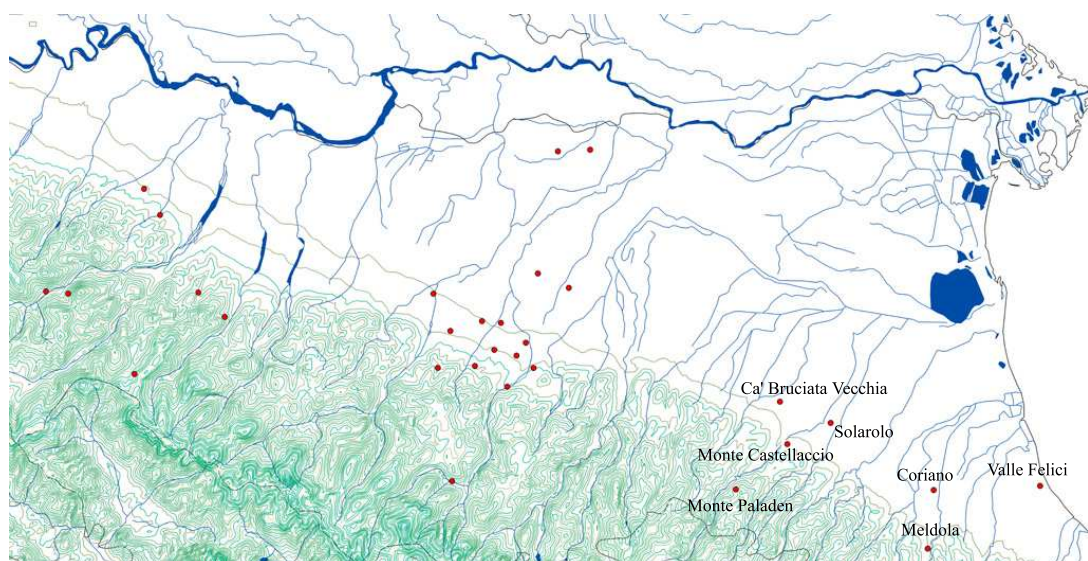 Ca' Bruciata Vecchia
Solarolo
Monte Castellaccio
Coriano
Valle Felici
Monte Paladen
Meldola